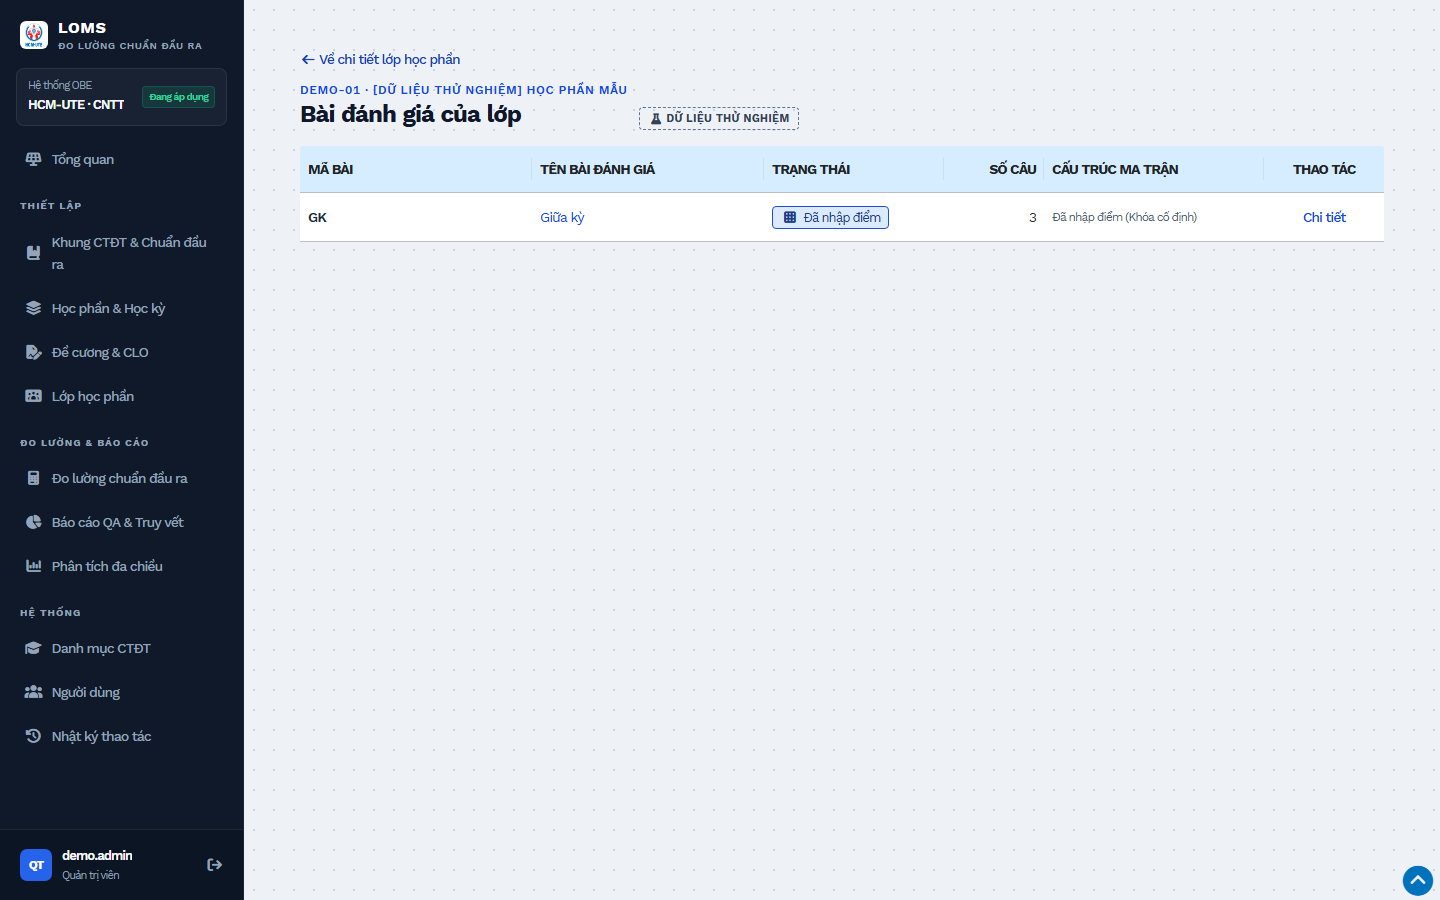 LOMS
ĐO LƯỜNG CHUẨN ĐẦU RA
Hệ thống OBE
HCM-UTE · CNTT
Đang áp dụng
Tổng quan
THIẾT LẬP
Khung CTĐT & Chuẩn đầu
ra
Học phần & Học kỳ
Đề cương & CLO
Lớp học phần
ĐO LƯỜNG & BÁO CÁO
Đo lường chuẩn đầu ra
Báo cáo QA & Truy vết
Phân tích đa chiều
HỆ THỐNG
Danh mục CTĐT
Người dùng
Nhật ký thao tác
QT
demo.admin
Quản trị viên
← Về chi tiết lớp học phần
DEMO-01 · [DỮ LIỆU THỬ NGHIỆM] HỌC PHẦN MẪU
Bài đánh giá của lớp
DỮ LIỆU THỬ NGHIỆM
MÃ BÀI TÊN BÀI ĐÁNH GIÁ TRẠNG THÁI SỐ CÂU CẤU TRÚC MA TRẬN THAO TÁC
GK Giữa kỳ Đã nhập điểm 3 Đã nhập điểm (Khóa cố định) Chi tiết